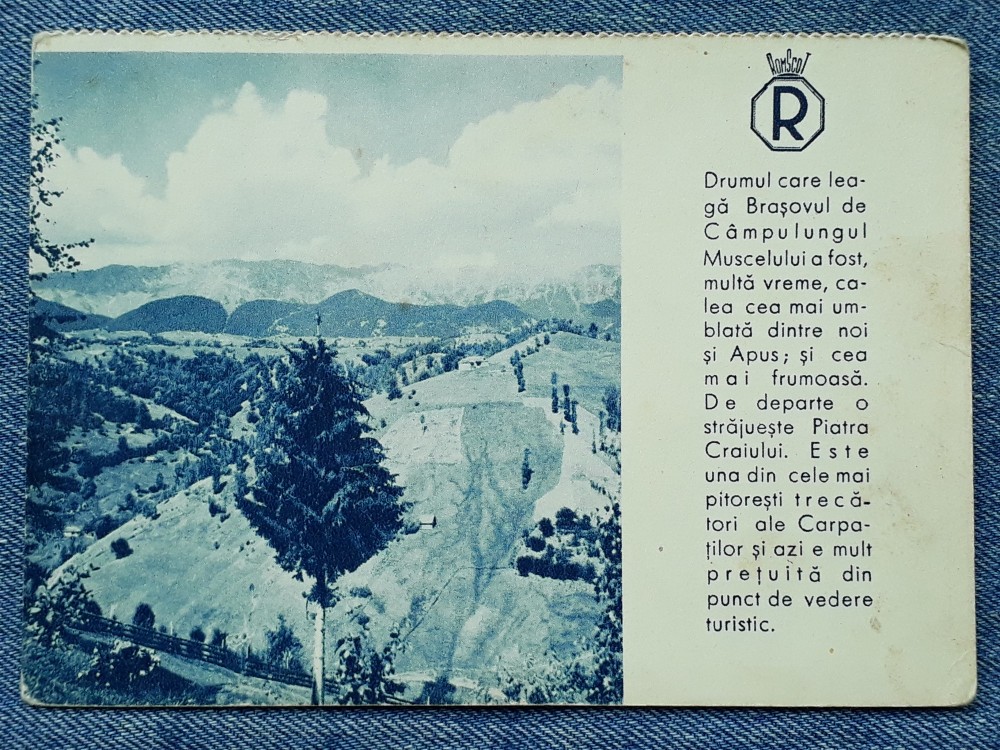 ROMSCOT
R
Drumul care lea-
gă Brașovul de
Câmpulungul
Muscelului a fost,
multă vreme, ca-
lea cea mai um-
blată dintre noi
și Apus; și cea
mai frumoasă.
De departe o
străjuește Piatra
Craiului. Este
una din cele mai
pitorești trecă-
tori ale Carpa-
ților și azi e mult
prețuită din
punct de vedere
turistic.